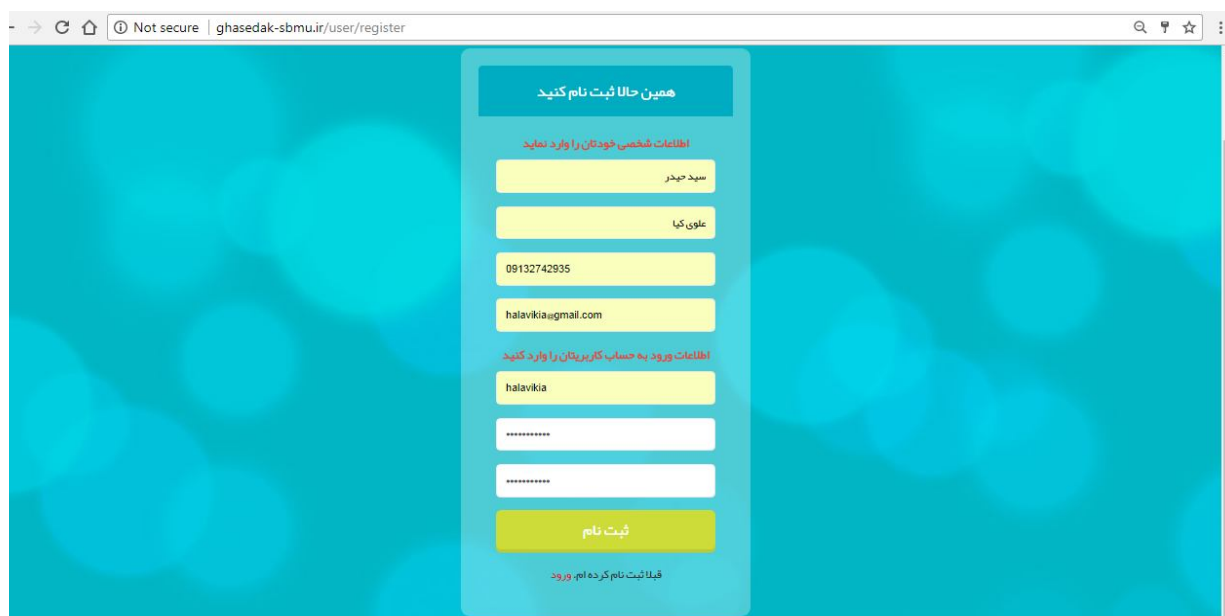 Not secure | ghasedak-sbmu.ir/user/register
همین حالا ثبت نام کنید
اطلاعات شخصی خودتان را وارد نماید
سید حیدر
علوی کیا
09132742935
halavikia@gmail.com
اطلاعات ورود به حساب کاربریتان را وارد کنید
halavikia
•••••••••••
•••••••••••
ثبت نام
قبلا ثبت نام کرده ام. ورود